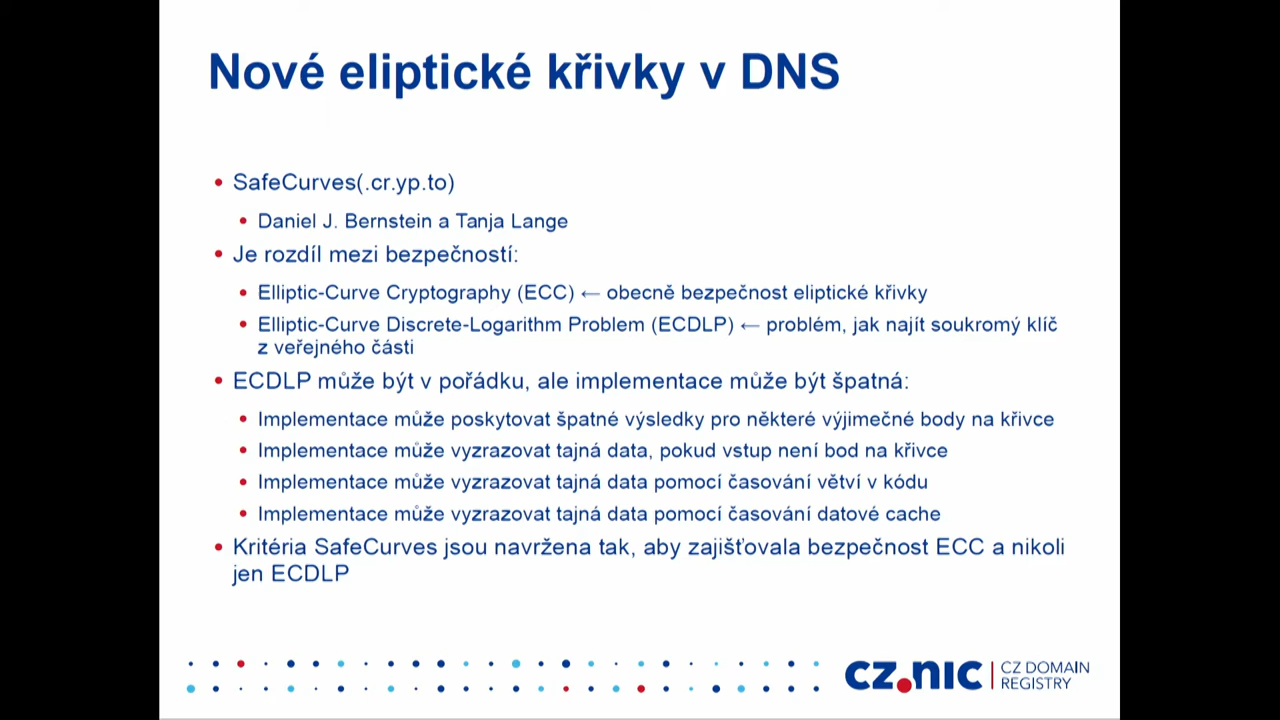 Nové eliptické křivky v DNS
SafeCurves(.cr.yp.to)
Daniel J. Bernstein a Tanja Lange
Je rozdíl mezi bezpečností:
Elliptic-Curve Cryptography (ECC) ← obecně bezpečnost eliptické křivky
Elliptic-Curve Discrete-Logarithm Problem (ECDLP) ← problém, jak najít soukromý klíč
z veřejného části
ECDLP může být v pořádku, ale implementace může být špatná:
Implementace může poskytovat špatné výsledky pro některé výjimečné body na křivce
Implementace může vyzrazovat tajná data, pokud vstup není bod na křivce
Implementace může vyzrazovat tajná data pomocí časování větví v kódu
Implementace může vyzrazovat tajná data pomocí časování datové cache
Kritéria SafeCurves jsou navržena tak, aby zajišťovala bezpečnost ECC a nikoli
jen ECDLP
CZ.NIC
CZ DOMAIN
REGISTRY